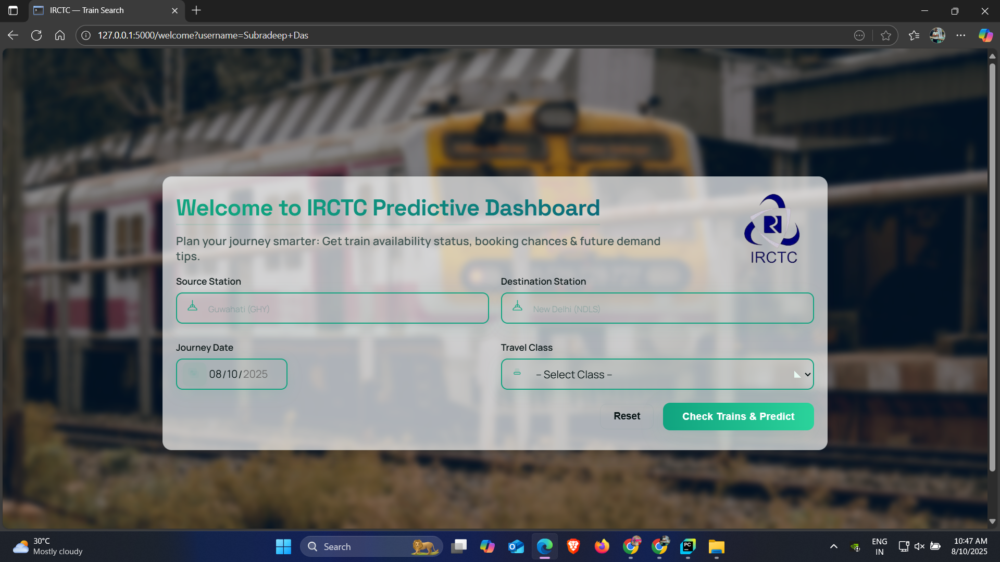 IRCTC — Train Search
127.0.0.1:5000/welcome?username=Subradeep+Das
Welcome to IRCTC Predictive Dashboard
Plan your journey smarter: Get train availability status, booking chances & future demand
tips.
IRCTC
Source Station
Destination Station
Guwahati (GHY)
New Delhi (NDLS)
Journey Date
Travel Class
08/10/2025
– Select Class –
Reset
Check Trains & Predict
30°C
Mostly cloudy
Search
PC
ENG
IN
10:47 AM
8/10/2025